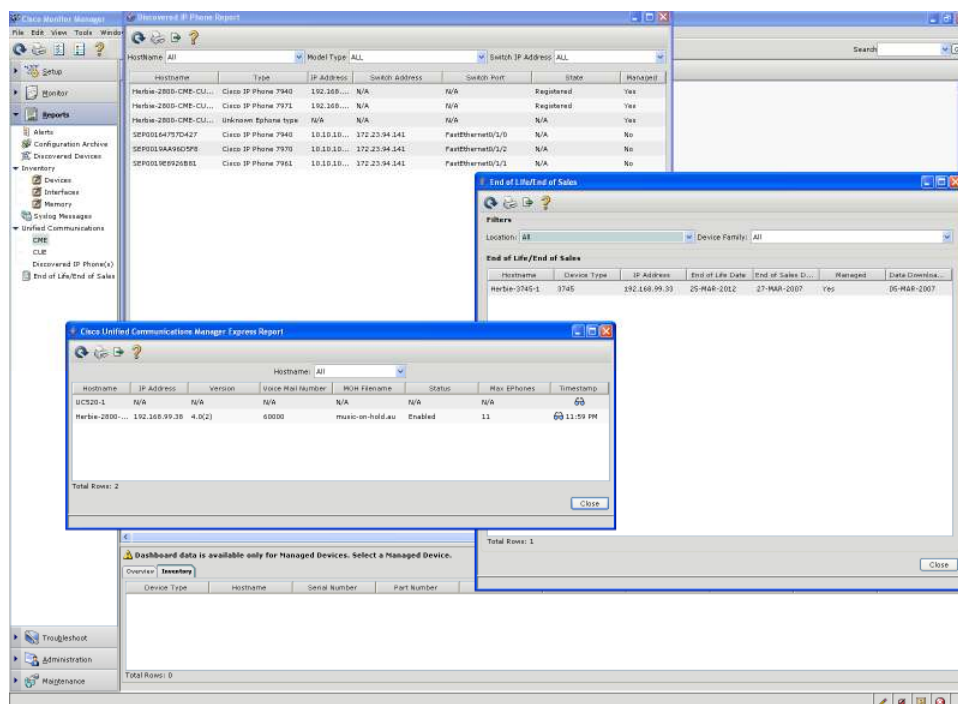 Cisco Monitor Manager
File Edit View Tools Window
Search
Setup
Monitor
Reports
Alerts
Configuration Archive
Discovered Devices
Inventory
Devices
Interfaces
Memory
Syslog Messages
Unified Communications
CME
CUE
Discovered IP Phone(s)
End of Life/End of Sales
Troubleshoot
Administration
Maintenance
Discovered IP Phone Report
HostName All Model Type ALL Switch IP Address ALL
Hostname Type IP Address Switch Address Switch Port State Managed
Herbie-2800-CME-CU... Cisco IP Phone 7940 192.168.... N/A N/A Registered Yes
Herbie-2800-CME-CU... Cisco IP Phone 7971 192.168.... N/A N/A Registered Yes
Herbie-2800-CME-CU... Unknown Ephone type N/A N/A N/A N/A Yes
SEP00164757D427 Cisco IP Phone 7940 10.10.10... 172.23.94.141 FastEthernet0/1/0 N/A No
SEP0019AA96D5F8 Cisco IP Phone 7970 10.10.10... 172.23.94.141 FastEthernet0/1/2 N/A No
SEP0019E8926B81 Cisco IP Phone 7961 10.10.10... 172.23.94.141 FastEthernet0/1/1 N/A No
End of Life/End of Sales
Filters
Location: All Device Family: All
End of Life/End of Sales
Hostname Device Type IP Address End of Life Date End of Sales D... Managed Data Downloa...
Herbie-3745-1 3745 192.168.99.33 25-MAR-2012 27-MAR-2007 Yes 05-MAR-2007
Total Rows: 1
Close
Cisco Unified Communications Manager Express Report
Hostname: All
Hostname IP Address Version Voice Mail Number MOH Filename Status Max EPhones Timestamp
UC520-1 N/A N/A N/A N/A N/A N/A
Herbie-2800-... 192.168.99.38 4.0(2) 60000 music-on-hold.au Enabled 11 11:59 PM
Total Rows: 2
Close
Dashboard data is available only for Managed Devices. Select a Managed Device.
Overview Inventory
Device Type Hostname Serial Number Part Number
Total Rows: 0